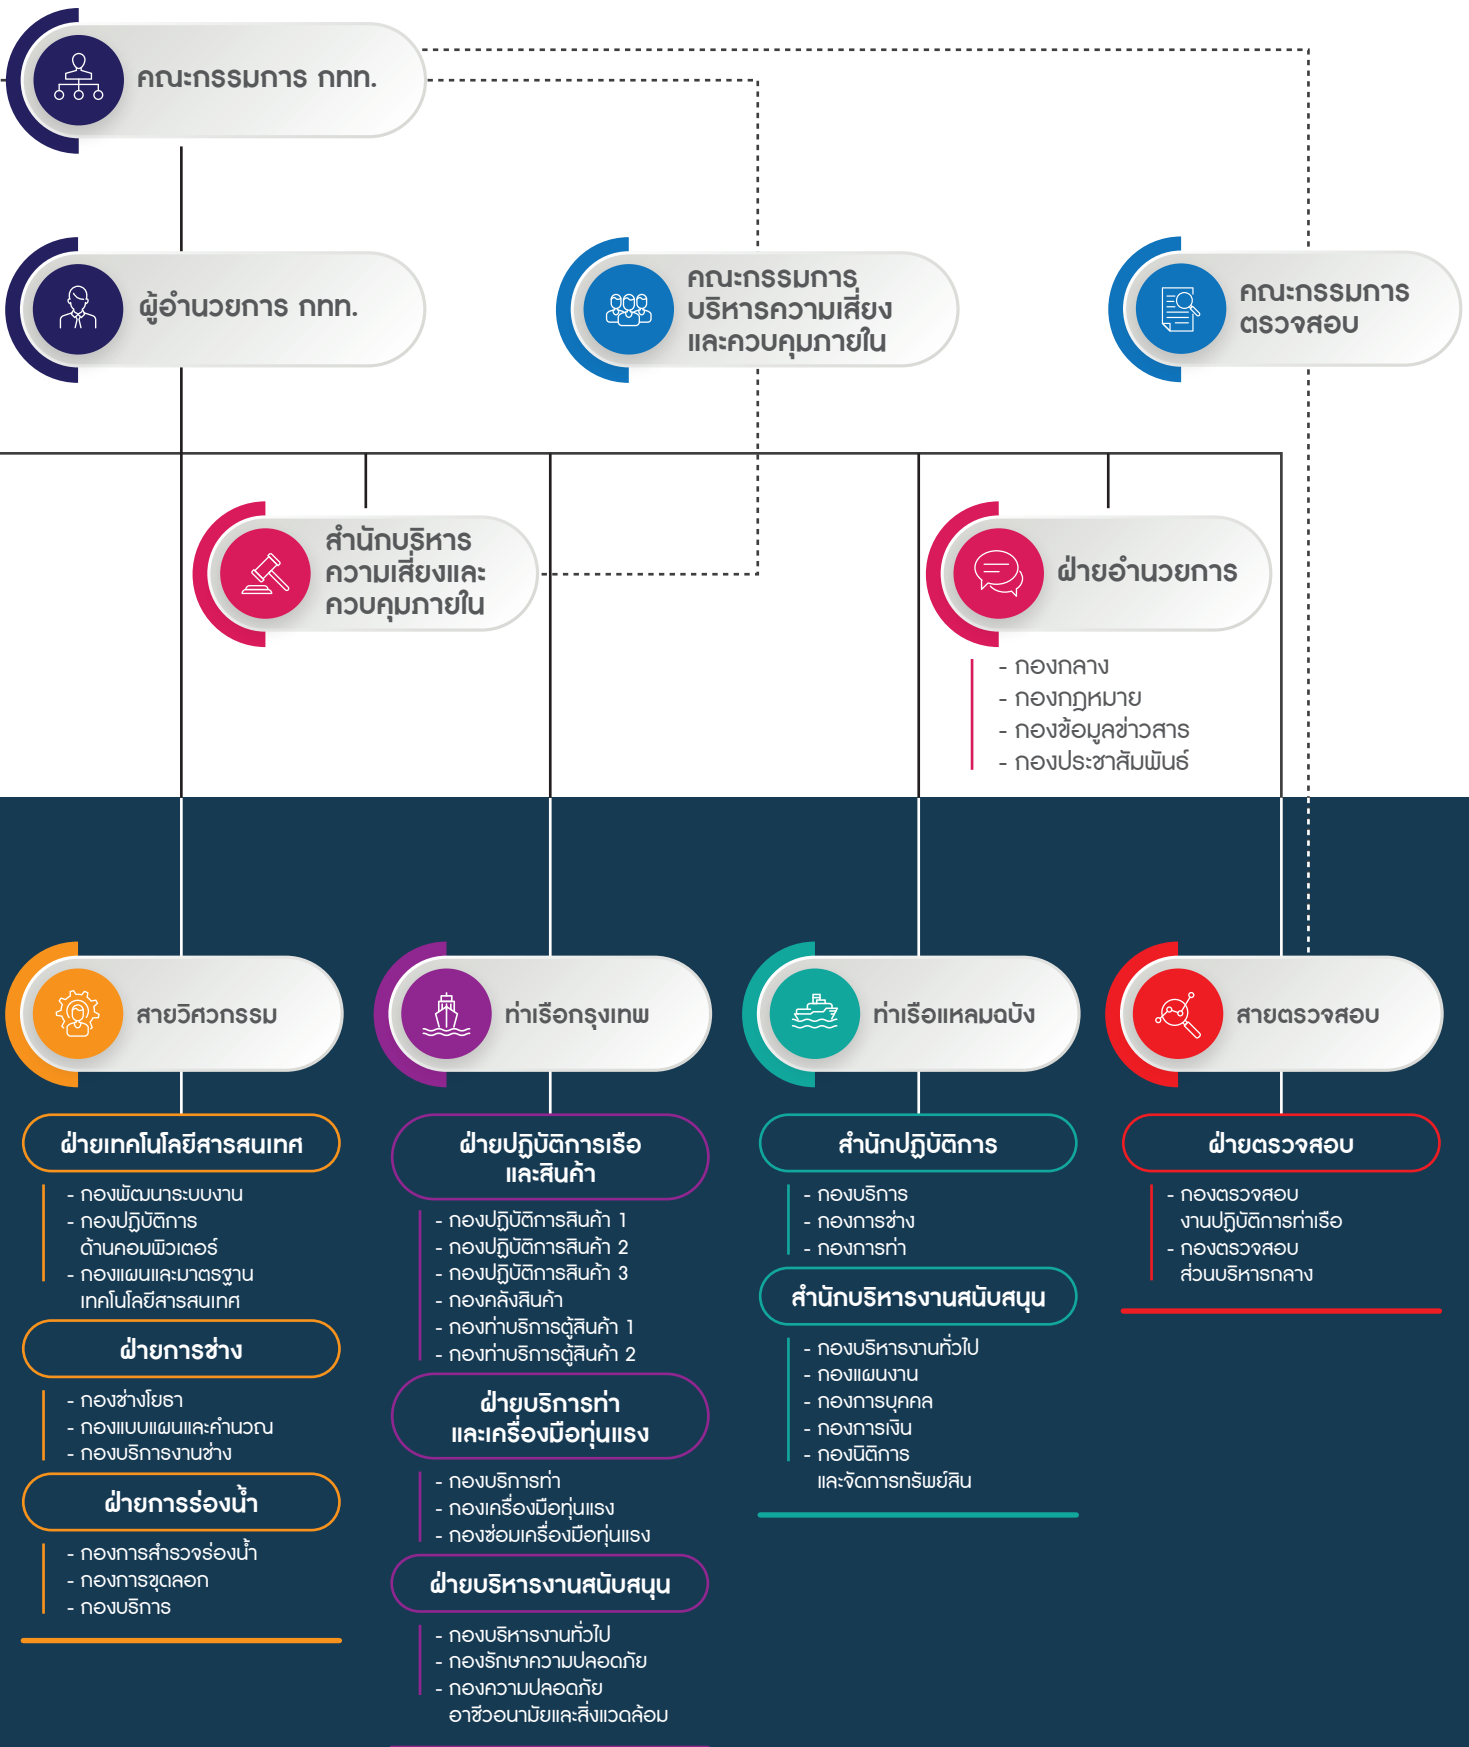 คณะกรรมการ กทท.
ผู้อำนวยการ กทท.
คณะกรรมการ
บริหารความเสี่ยง
และควบคุมภายใน
คณะกรรมการ
ตรวจสอบ
สำนักบริหาร
ความเสี่ยงและ
ควบคุมภายใน
ฝ่ายอำนวยการ
- กองกลาง
- กองกฎหมาย
- กองข้อมูลข่าวสาร
- กองประชาสัมพันธ์
สายวิศวกรรม
ฝ่ายเทคโนโลยีสารสนเทศ
- กองพัฒนาระบบงาน
- กองปฏิบัติการ
ด้านคอมพิวเตอร์
- กองแผนและมาตรฐาน
เทคโนโลยีสารสนเทศ
ฝ่ายการช่าง
- กองช่างโยธา
- กองแบบแผนและคำนวณ
- กองบริการงานช่าง
ฝ่ายการร่องน้ำ
- กองการสำรวจร่องน้ำ
- กองการขุดลอก
- กองบริการ
ท่าเรือกรุงเทพ
ฝ่ายปฏิบัติการเรือ
และสินค้า
- กองปฏิบัติการสินค้า 1
- กองปฏิบัติการสินค้า 2
- กองปฏิบัติการสินค้า 3
- กองคลังสินค้า
- กองท่าบริการตู้สินค้า 1
- กองท่าบริการตู้สินค้า 2
ฝ่ายบริการท่า
และเครื่องมือทุ่นแรง
- กองบริการท่า
- กองเครื่องมือทุ่นแรง
- กองซ่อมเครื่องมือทุ่นแรง
ฝ่ายบริหารงานสนับสนุน
- กองบริหารงานทั่วไป
- กองรักษาความปลอดภัย
- กองความปลอดภัย
อาชีวอนามัยและสิ่งแวดล้อม
ท่าเรือแหลมฉบัง
สำนักปฏิบัติการ
- กองบริการ
- กองการช่าง
- กองการท่า
สำนักบริหารงานสนับสนุน
- กองบริหารงานทั่วไป
- กองแผนงาน
- กองการบุคคล
- กองการเงิน
- กองนิติการ
และจัดการทรัพย์สิน
สายตรวจสอบ
ฝ่ายตรวจสอบ
- กองตรวจสอบ
งานปฏิบัติการท่าเรือ
- กองตรวจสอบ
ส่วนบริหารกลาง